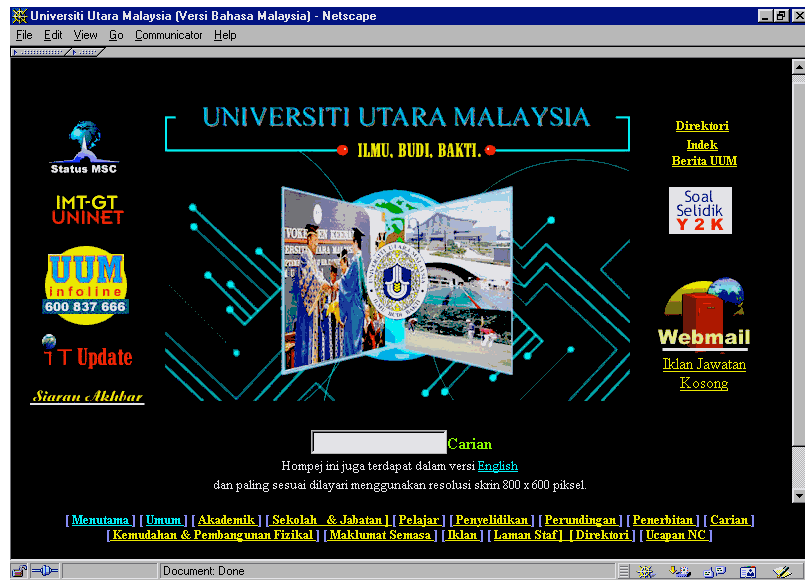 Universiti Utara Malaysia (Versi Bahasa Malaysia) - Netscape
File Edit View Go Communicator Help
UNIVERSITI UTARA MALAYSIA
ILMU, BUDI, BAKTI.
Status MSC
IMT-GT
UNINET
UUM
infoline
600 837 666
IT Update
Siaran Akhbar
Direktori
Indek
Berita UUM
Soal
Selidik
Y2K
Webmail
Iklan Jawatan
Kosong
Carian
Hompej ini juga terdapat dalam versi English
dan paling sesuai dilayari menggunakan resolusi skrin 800 x 600 piksel.
[ Menutama ] [ Umum ] [ Akademik ] [ Sekolah & Jabatan ] [ Pelajar ] [ Penyelidikan ] [ Perundingan ] [ Penerbitan ] [ Carian ]
[ Kemudahan & Pembangunan Fizikal ] [ Maklumat Semasa ] [ Iklan ] [ Laman Staf ] [ Direktori ] [ Ucapan NC ]
Document: Done